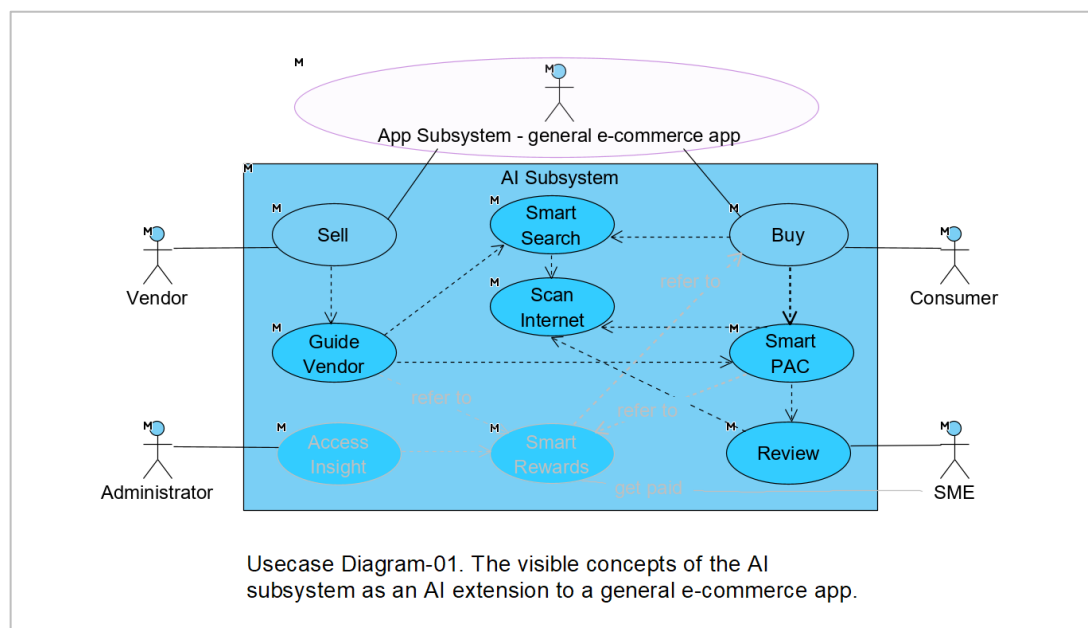 M
M
App Subsystem - general e-commerce app
M
AI Subsystem
M
Sell
M
Smart
Search
M
Buy
M
Vendor
M
Consumer
refer to
M
Scan
Internet
M
Guide
Vendor
M
Smart
PAC
refer to
refer to
M
Administrator
M
Access
Insight
M
Smart
Rewards
M
Review
M
SME
get paid
Usecase Diagram-01. The visible concepts of the AI
subsystem as an AI extension to a general e-commerce app.